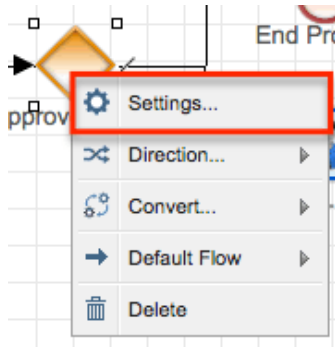 End Pro
pprov
Settings...
Direction...
Convert...
Default Flow
Delete